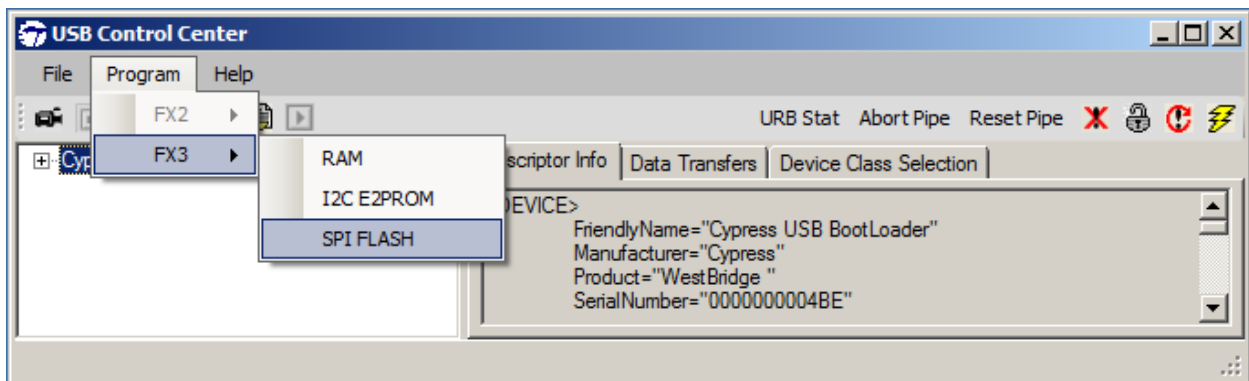 USB Control Center
File Program Help
FX2
URB Stat Abort Pipe Reset Pipe
FX3
RAM
I2C E2PROM
SPI FLASH
Cyp
scriptor Info Data Transfers Device Class Selection
DEVICE>
FriendlyName="Cypress USB BootLoader"
Manufacturer="Cypress"
Product="WestBridge "
SerialNumber="0000000004BE"